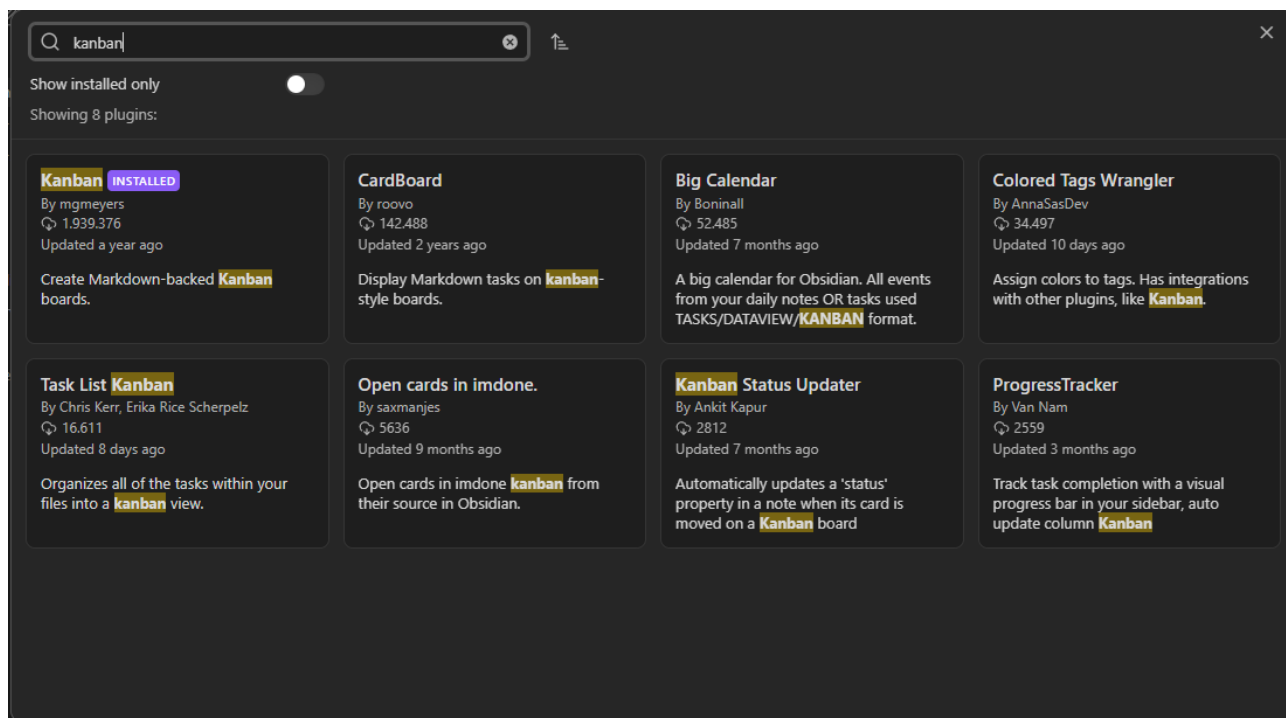 kanban
Show installed only
Showing 8 plugins:
Kanban INSTALLED
By mgmeyers
1.939.376
Updated a year ago
Create Markdown-backed Kanban
boards.
CardBoard
By roovo
142.488
Updated 2 years ago
Display Markdown tasks on kanban-
style boards.
Big Calendar
By Boninall
52.485
Updated 7 months ago
A big calendar for Obsidian. All events
from your daily notes OR tasks used
TASKS/DATAVIEW/KANBAN format.
Colored Tags Wrangler
By AnnaSasDev
34.497
Updated 10 days ago
Assign colors to tags. Has integrations
with other plugins, like Kanban.
Task List Kanban
By Chris Kerr, Erika Rice Scherpelz
16.611
Updated 8 days ago
Organizes all of the tasks within your
files into a kanban view.
Open cards in imdone.
By saxmanjes
5636
Updated 9 months ago
Open cards in imdone kanban from
their source in Obsidian.
Kanban Status Updater
By Ankit Kapur
2812
Updated 7 months ago
Automatically updates a 'status'
property in a note when its card is
moved on a Kanban board
ProgressTracker
By Van Nam
2559
Updated 3 months ago
Track task completion with a visual
progress bar in your sidebar, auto
update column Kanban